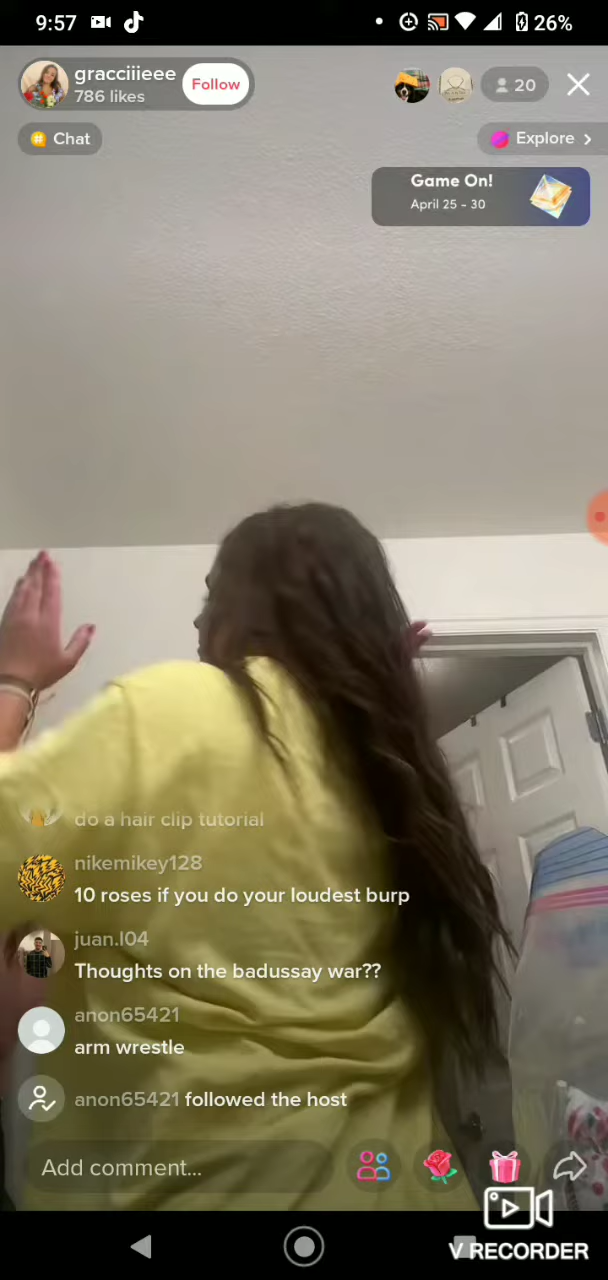 9:57 26%
gracciiieee
786 likes
Follow
20
Chat
Explore
Game On!
April 25 - 30
do a hair clip tutorial
nikemikey128
10 roses if you do your loudest burp
juan.l04
Thoughts on the badussay war??
anon65421
arm wrestle
anon65421 followed the host
Add comment...
V RECORDER